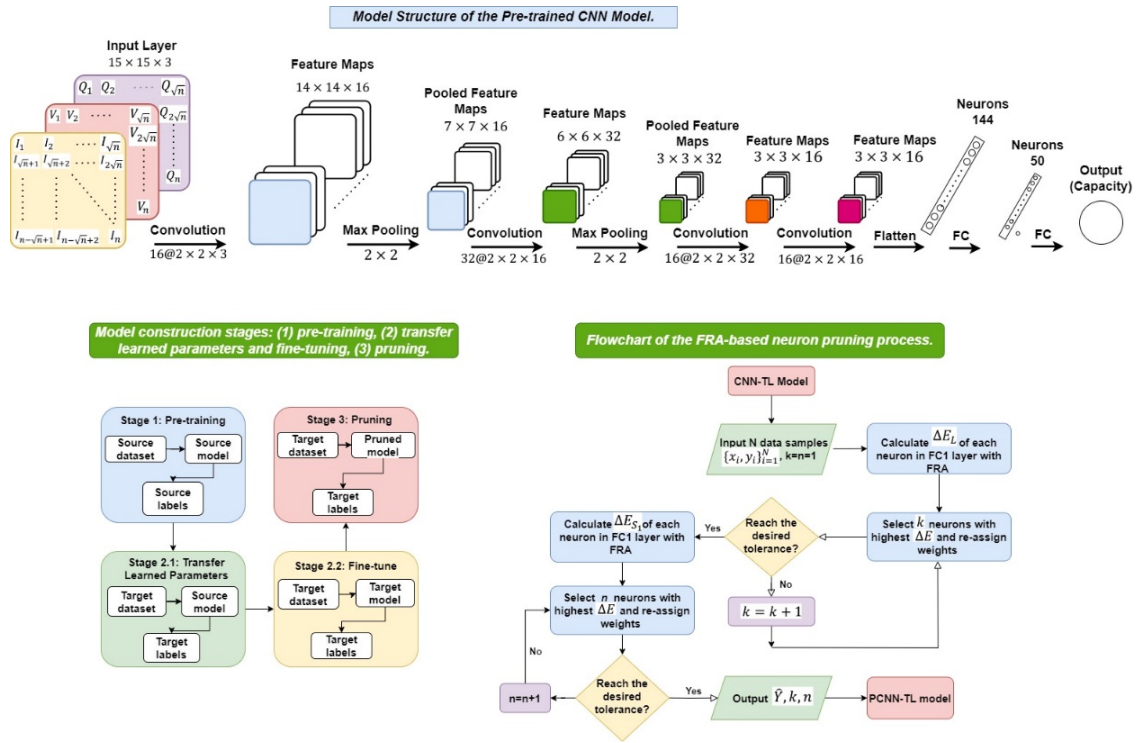 Model Structure of the Pre-trained CNN Model.
Input Layer
15 × 15 × 3
Q₁ Q₂ ···· Q√n
Q₂√n
Qₙ
V₁ V₂ ···· V√n
V₂√n
Vₙ
I₁ I₂ ···· I√n
I√n+1 I√n+2 ···· I₂√n
Iₙ₋√n+1 Iₙ₋√n+2 Iₙ
Convolution
16@2 × 2 × 3
Feature Maps
14 × 14 × 16
Max Pooling
2 × 2
Pooled Feature
Maps
7 × 7 × 16
Convolution
32@2 × 2 × 16
Feature Maps
6 × 6 × 32
Max Pooling
2 × 2
Pooled Feature
Maps
3 × 3 × 32
Convolution
16@2 × 2 × 32
Feature Maps
3 × 3 × 16
Convolution
16@2 × 2 × 16
Feature Maps
3 × 3 × 16
Flatten
Neurons
144
FC
Neurons
50
FC
Output
(Capacity)
Model construction stages: (1) pre-training, (2) transfer
learned parameters and fine-tuning, (3) pruning.
Stage 1: Pre-training
Source
dataset
Source
model
Source
labels
Stage 2.1: Transfer
Learned Parameters
Target
dataset
Source
model
Target
labels
Stage 2.2: Fine-tune
Target
dataset
Target
model
Target
labels
Stage 3: Pruning
Target
dataset
Pruned
model
Target
labels
Flowchart of the FRA-based neuron pruning process.
CNN-TL Model
Input N data samples
{xᵢ, yᵢ}ᴺᵢ₌₁, k=n=1
Calculate ΔE_L of each
neuron in FC1 layer with
FRA
Select k neurons with
highest ΔE and re-assign
weights
Reach the
desired
tolerance?
No
k = k + 1
Yes
Calculate ΔE_S₁ of each
neuron in FC1 layer with
FRA
Select n neurons with
highest ΔE and re-assign
weights
Reach the
desired
tolerance?
No
n=n+1
Yes
Output Ŷ, k, n
PCNN-TL model